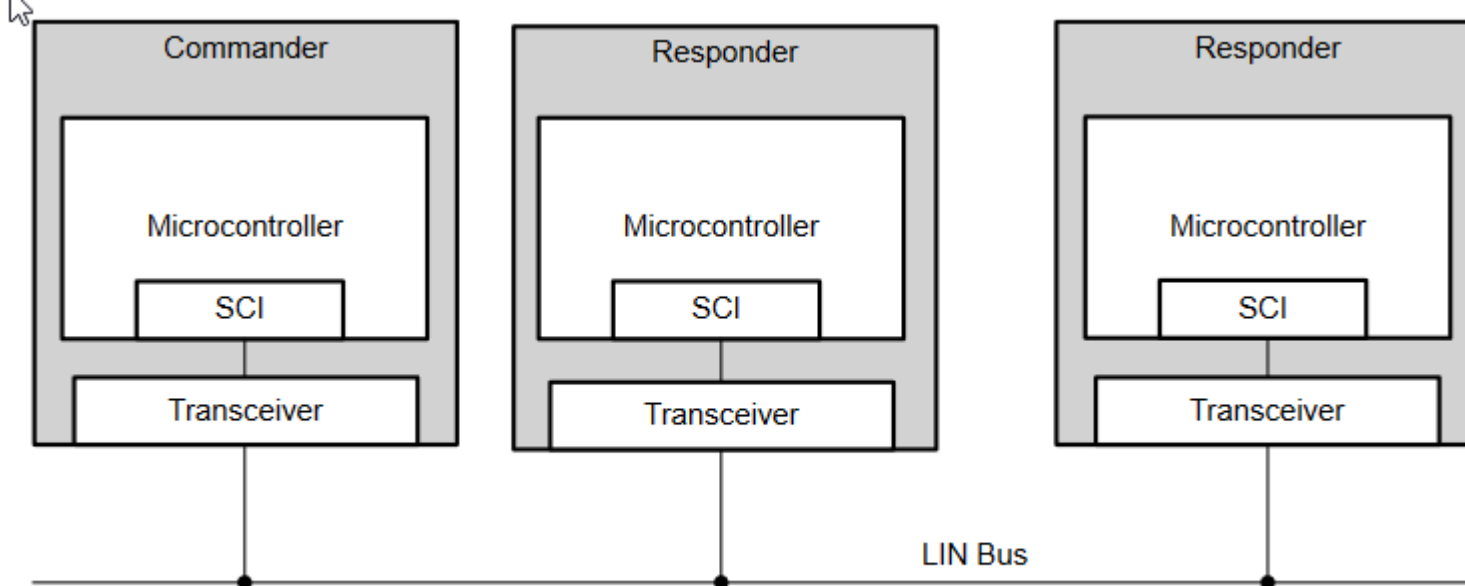 Commander
Responder
Responder
Microcontroller
Microcontroller
Microcontroller
SCI
SCI
SCI
Transceiver
Transceiver
Transceiver
LIN Bus